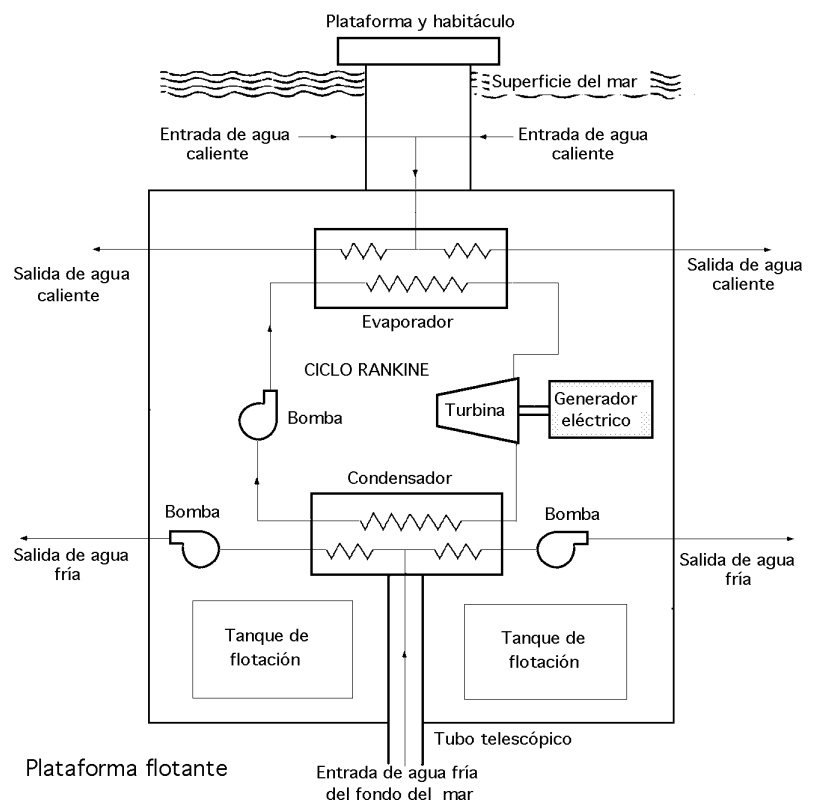 Plataforma y habitáculo
Superficie del mar
Entrada de agua
caliente
Entrada de agua
caliente
Salida de agua
caliente
Salida de agua
caliente
Evaporador
CICLO RANKINE
Bomba
Turbina
Generador
eléctrico
Condensador
Bomba
Bomba
Salida de agua
fría
Salida de agua
fría
Tanque de
flotación
Tanque de
flotación
Tubo telescópico
Plataforma flotante
Entrada de agua fría
del fondo del mar